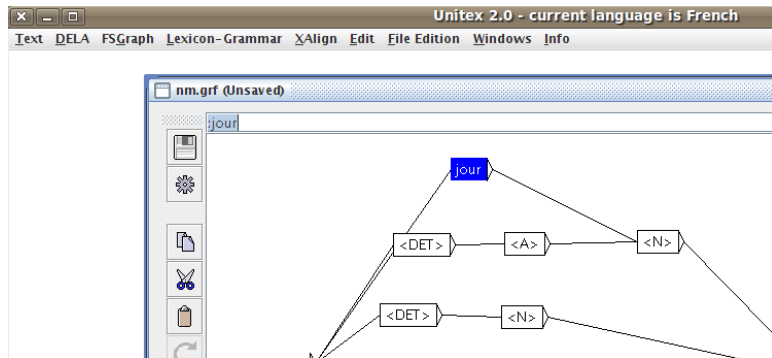 Unitex 2.0 - current language is French
Text DELA FSGraph Lexicon-Grammar XAlign Edit File Edition Windows Info
nm.grf (Unsaved)
:jour
jour
<DET> <A> <N>
<DET> <N>